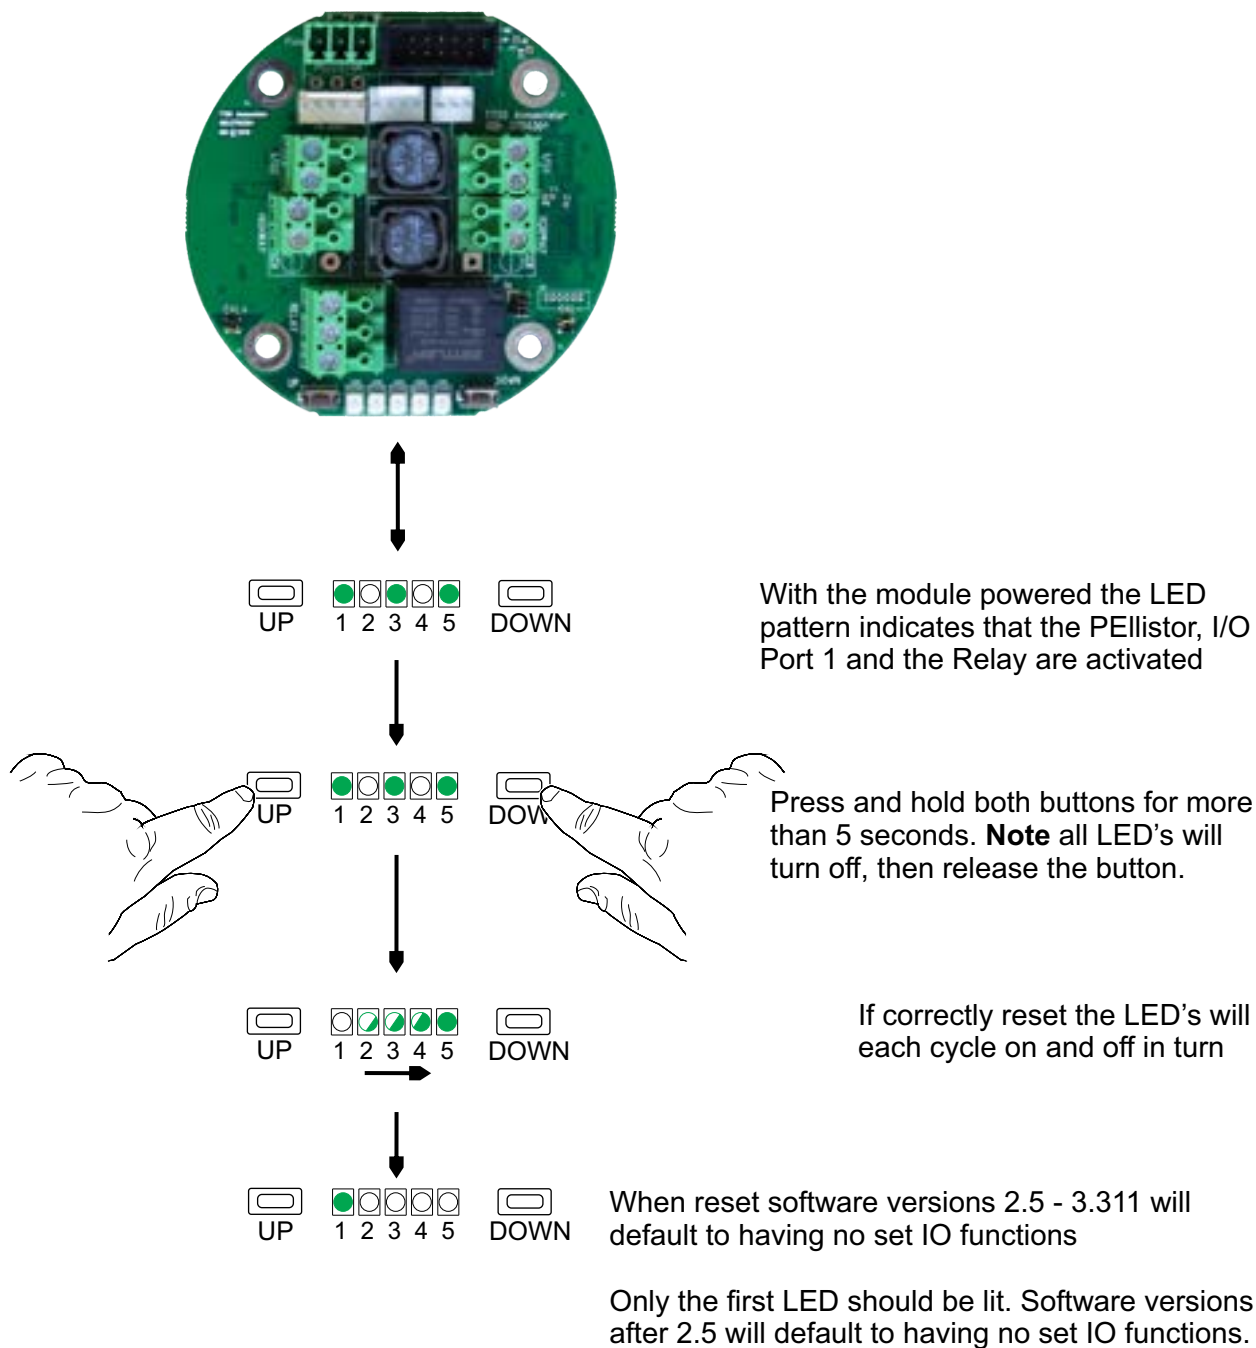 RELAY
UP
DOWN
UP 1 2 3 4 5 DOWN
With the module powered the LED
pattern indicates that the PEllistor, I/O
Port 1 and the Relay are activated
UP 1 2 3 4 5 DOW
Press and hold both buttons for more
than 5 seconds. Note all LED's will
turn off, then release the button.
UP 1 2 3 4 5 DOWN
If correctly reset the LED's will
each cycle on and off in turn
UP 1 2 3 4 5 DOWN
When reset software versions 2.5 - 3.311 will
default to having no set IO functions
Only the first LED should be lit. Software versions
after 2.5 will default to having no set IO functions.